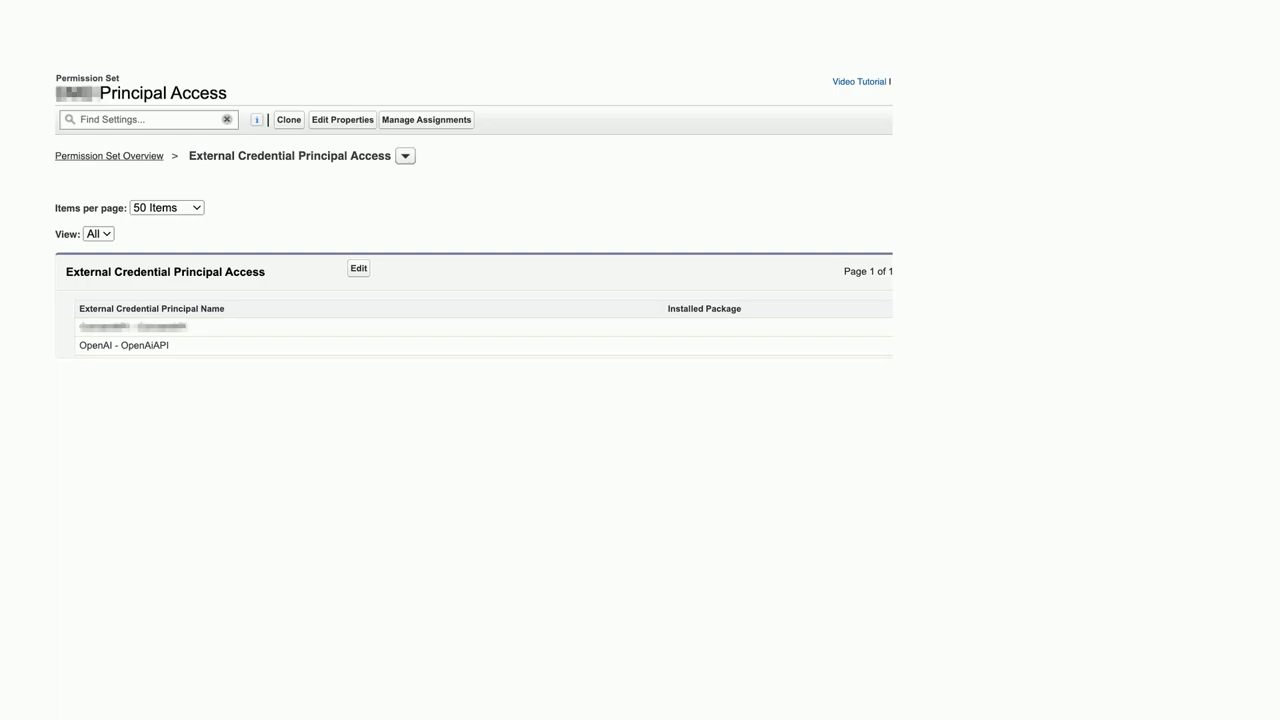 Permission Set
Principal Access
Video Tutorial I
Find Settings...
i | Clone Edit Properties Manage Assignments
Permission Set Overview > External Credential Principal Access
Items per page: 50 Items
View: All
External Credential Principal Access Edit Page 1 of 1
External Credential Principal Name Installed Package
OpenAI - OpenAiAPI